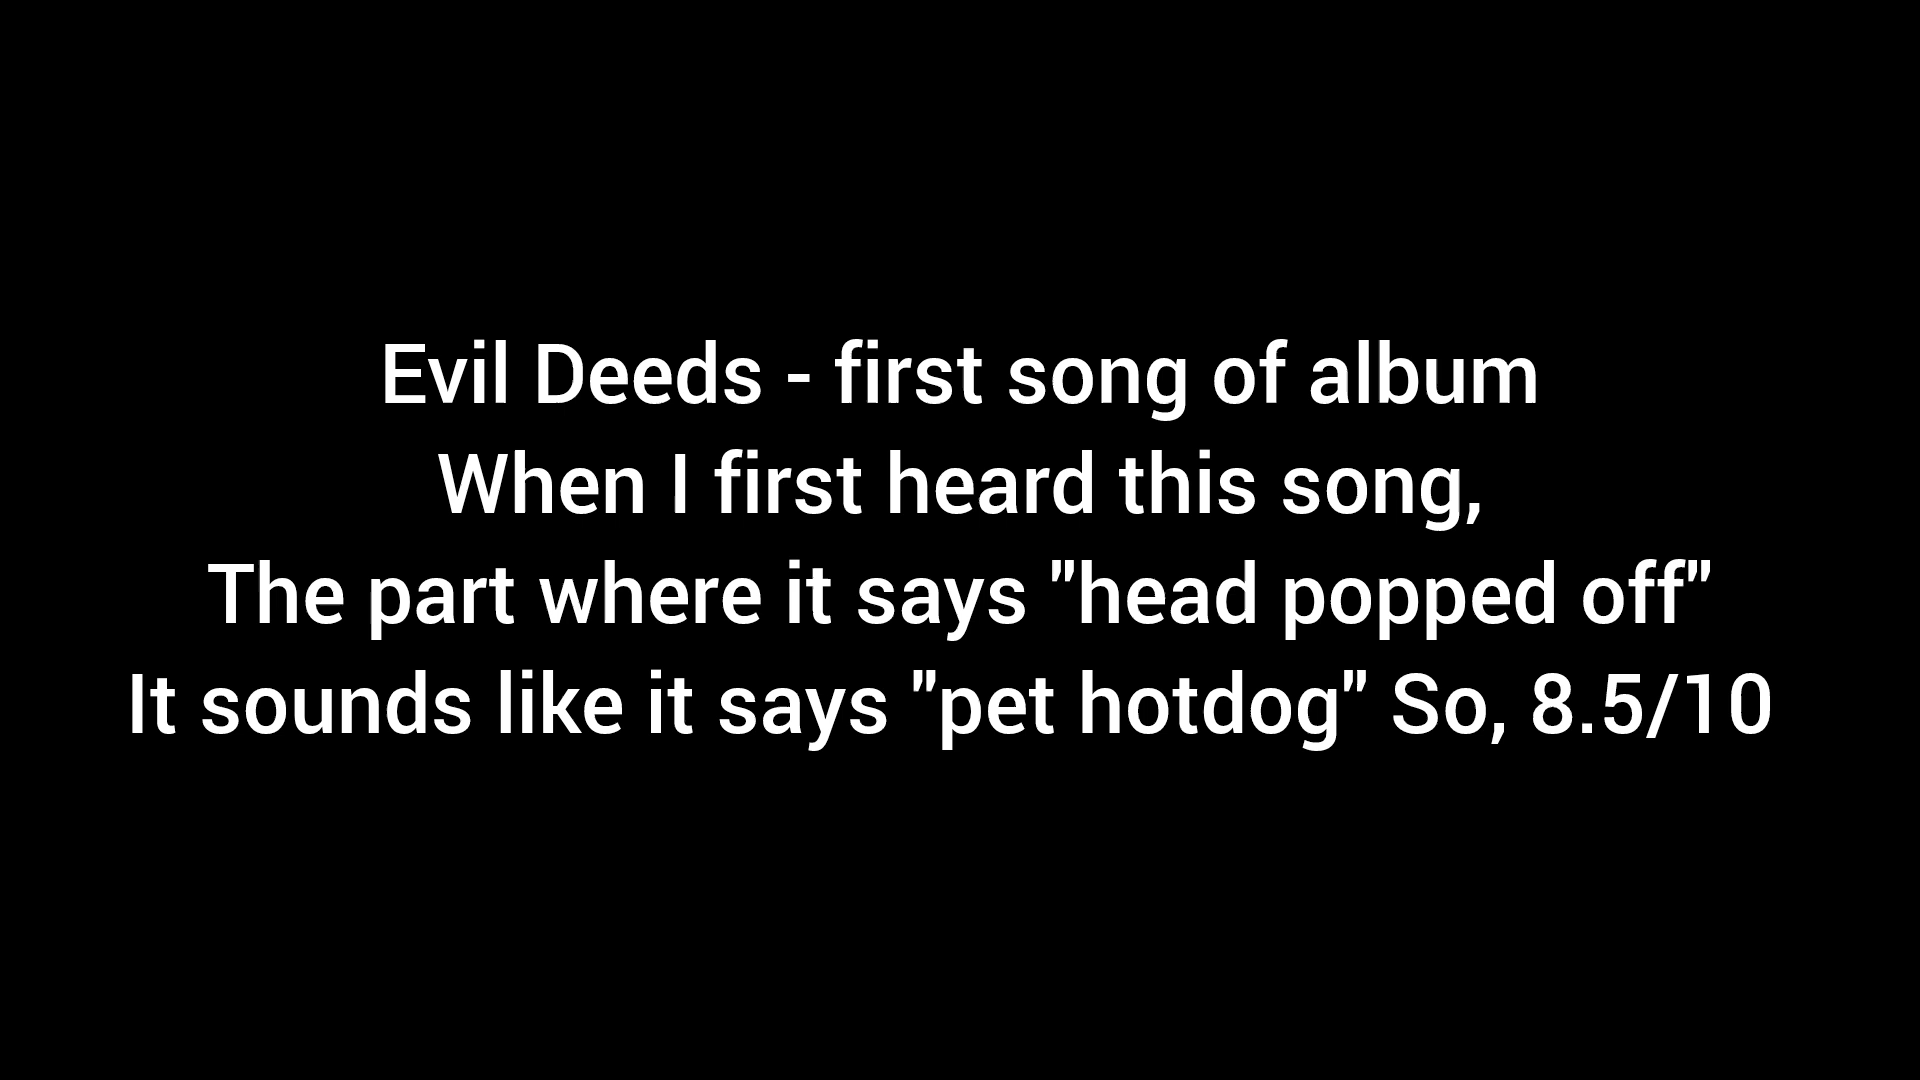 Evil Deeds - first song of album
When I first heard this song,
The part where it says "head popped off"
It sounds like it says "pet hotdog" So, 8.5/10